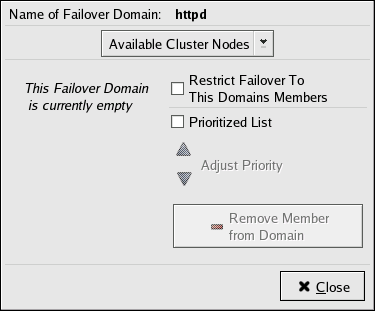 Name of Failover Domain: httpd
Available Cluster Nodes
This Failover Domain
is currently empty
Restrict Failover To
This Domains Members
Prioritized List
Adjust Priority
Remove Member
from Domain
Close